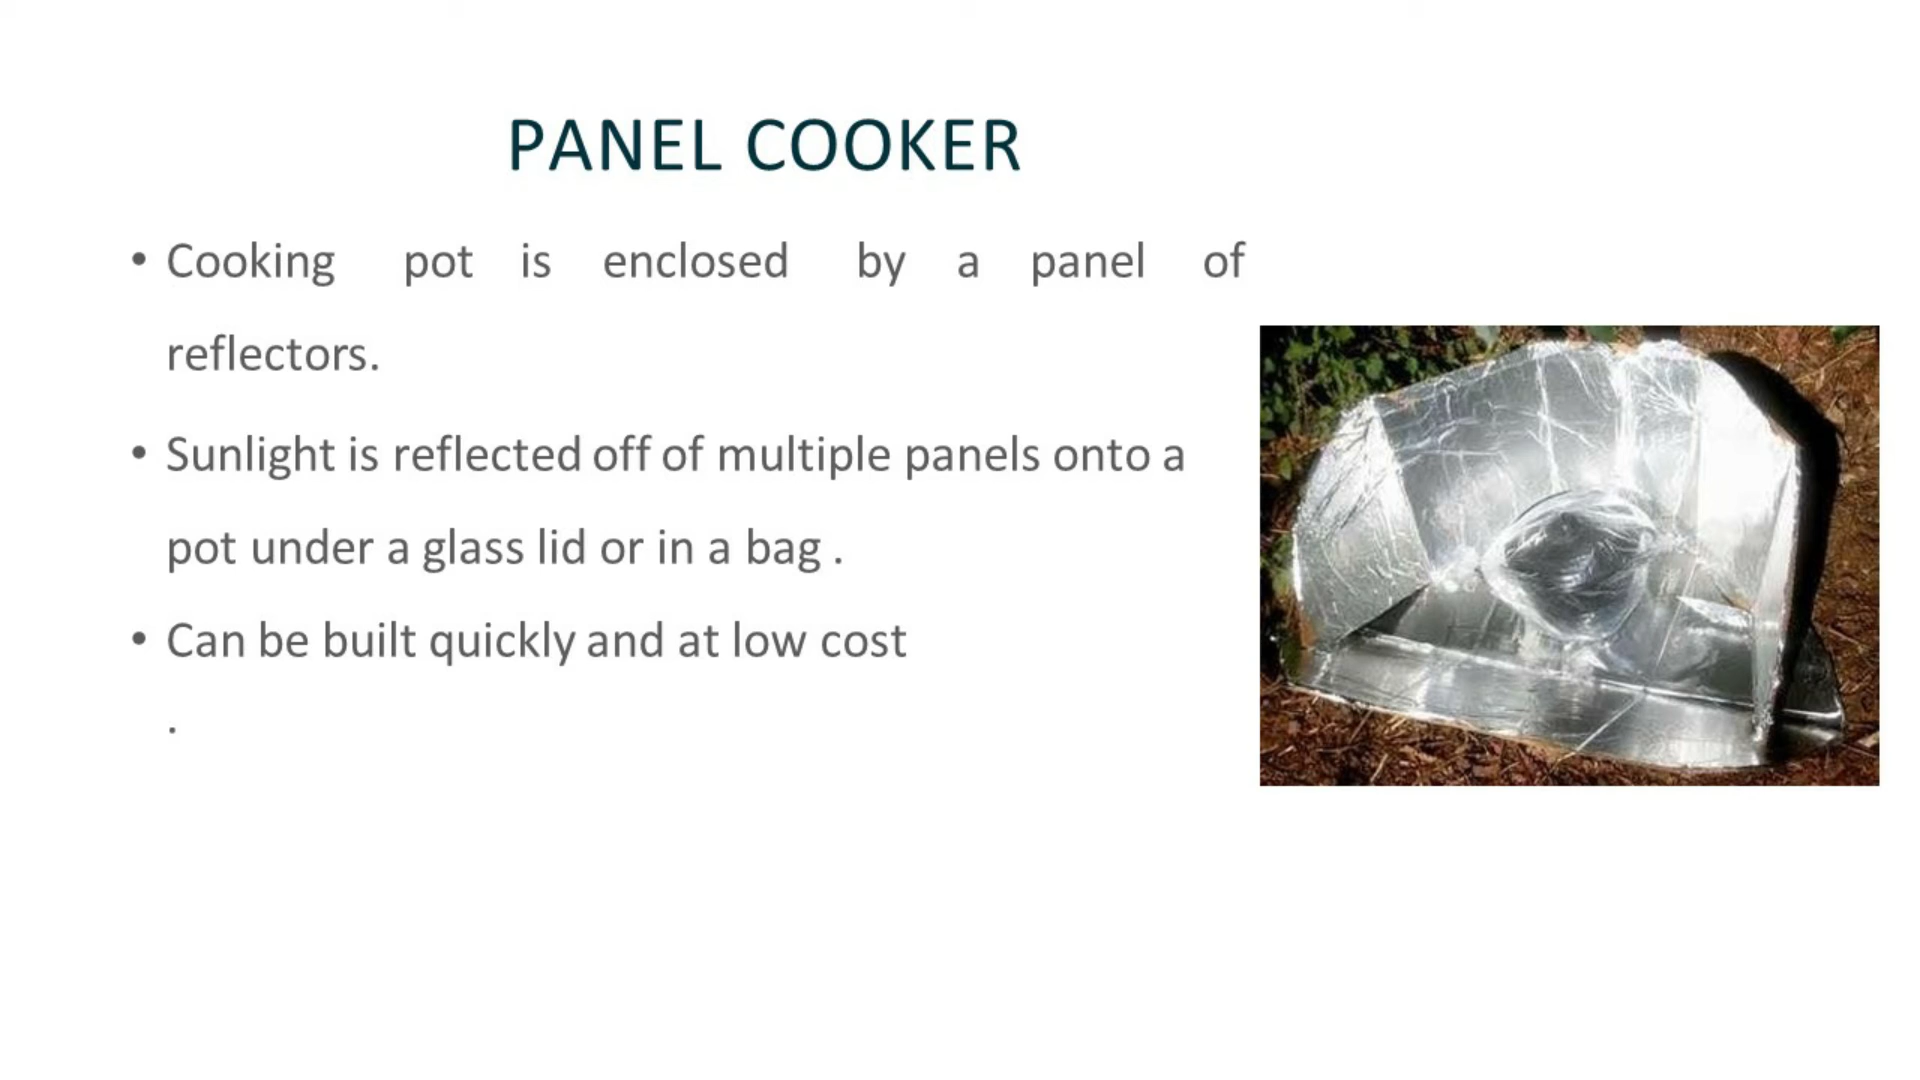 PANEL COOKER
• Cooking pot is enclosed by a panel of
reflectors.
• Sunlight is reflected off of multiple panels onto a
pot under a glass lid or in a bag .
• Can be built quickly and at low cost
.